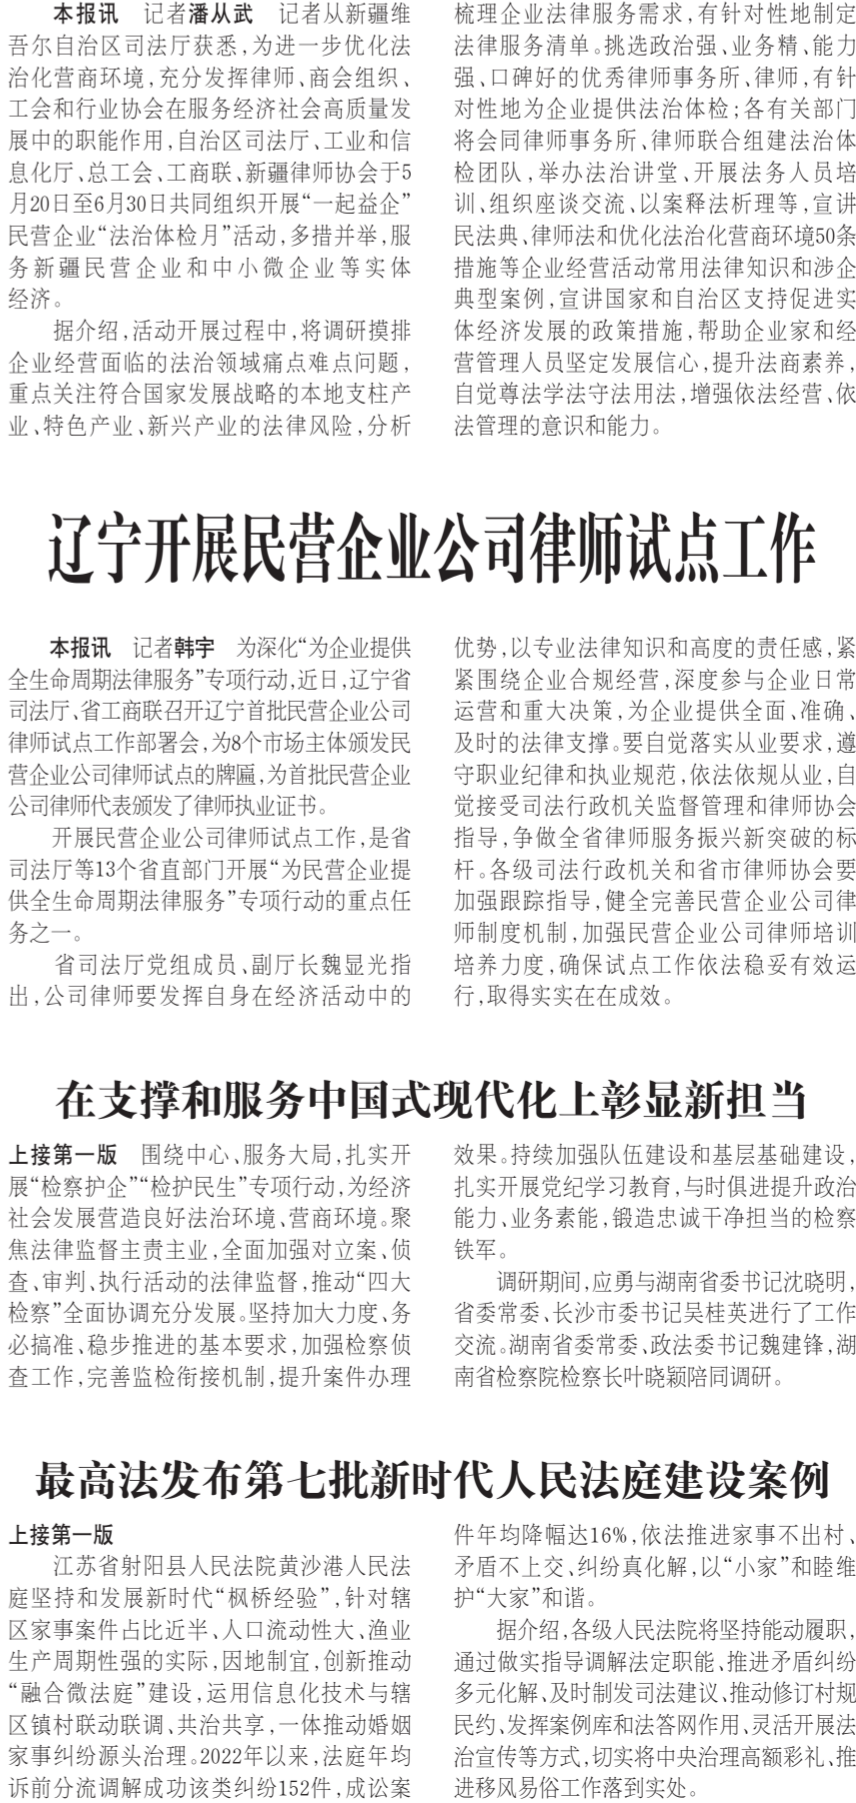 本报讯　记者潘从武　记者从新疆维
吾尔自治区司法厅获悉,为进一步优化法
治化营商环境,充分发挥律师、商会组织、
工会和行业协会在服务经济社会高质量发
展中的职能作用,自治区司法厅、工业和信
息化厅、总工会、工商联、新疆律师协会于5
月20日至6月30日共同组织开展“一起益企”
民营企业“法治体检月”活动,多措并举,服
务新疆民营企业和中小微企业等实体
经济。
据介绍,活动开展过程中,将调研摸排
企业经营面临的法治领域痛点难点问题,
重点关注符合国家发展战略的本地支柱产
业、特色产业、新兴产业的法律风险,分析
梳理企业法律服务需求,有针对性地制定
法律服务清单。挑选政治强、业务精、能力
强、口碑好的优秀律师事务所、律师,有针
对性地为企业提供法治体检;各有关部门
将会同律师事务所、律师联合组建法治体
检团队,举办法治讲堂、开展法务人员培
训、组织座谈交流、以案释法析理等,宣讲
民法典、律师法和优化法治化营商环境50条
措施等企业经营活动常用法律知识和涉企
典型案例,宣讲国家和自治区支持促进实
体经济发展的政策措施,帮助企业家和经
营管理人员坚定发展信心,提升法商素养,
自觉尊法学法守法用法,增强依法经营、依
法管理的意识和能力。
辽宁开展民营企业公司律师试点工作
本报讯　记者韩宇　为深化“为企业提供
全生命周期法律服务”专项行动,近日,辽宁省
司法厅、省工商联召开辽宁首批民营企业公司
律师试点工作部署会,为8个市场主体颁发民
营企业公司律师试点的牌匾,为首批民营企业
公司律师代表颁发了律师执业证书。
开展民营企业公司律师试点工作,是省
司法厅等13个省直部门开展“为民营企业提
供全生命周期法律服务”专项行动的重点任
务之一。
省司法厅党组成员、副厅长魏显光指
出,公司律师要发挥自身在经济活动中的
优势,以专业法律知识和高度的责任感,紧
紧围绕企业合规经营,深度参与企业日常
运营和重大决策,为企业提供全面、准确、
及时的法律支撑。要自觉落实从业要求,遵
守职业纪律和执业规范,依法依规从业,自
觉接受司法行政机关监督管理和律师协会
指导,争做全省律师服务振兴新突破的标
杆。各级司法行政机关和省市律师协会要
加强跟踪指导,健全完善民营企业公司律
师制度机制,加强民营企业公司律师培训
培养力度,确保试点工作依法稳妥有效运
行,取得实实在在成效。
在支撑和服务中国式现代化上彰显新担当
上接第一版　围绕中心、服务大局,扎实开
展“检察护企”“检护民生”专项行动,为经济
社会发展营造良好法治环境、营商环境。聚
焦法律监督主责主业,全面加强对立案、侦
查、审判、执行活动的法律监督,推动“四大
检察”全面协调充分发展。坚持加大力度、务
必搞准、稳步推进的基本要求,加强检察侦
查工作,完善监检衔接机制,提升案件办理
效果。持续加强队伍建设和基层基础建设,
扎实开展党纪学习教育,与时俱进提升政治
能力、业务素能,锻造忠诚干净担当的检察
铁军。
调研期间,应勇与湖南省委书记沈晓明,
省委常委、长沙市委书记吴桂英进行了工作
交流。湖南省委常委、政法委书记魏建锋,湖
南省检察院检察长叶晓颖陪同调研。
最高法发布第七批新时代人民法庭建设案例
上接第一版
江苏省射阳县人民法院黄沙港人民法
庭坚持和发展新时代“枫桥经验”,针对辖
区家事案件占比近半、人口流动性大、渔业
生产周期性强的实际,因地制宜,创新推动
“融合微法庭”建设,运用信息化技术与辖
区镇村联动联调、共治共享,一体推动婚姻
家事纠纷源头治理。2022年以来,法庭年均
诉前分流调解成功该类纠纷152件,成讼案
件年均降幅达16%,依法推进家事不出村、
矛盾不上交、纠纷真化解,以“小家”和睦维
护“大家”和谐。
据介绍,各级人民法院将坚持能动履职,
通过做实指导调解法定职能、推进矛盾纠纷
多元化解、及时制发司法建议、推动修订村规
民约、发挥案例库和法答网作用、灵活开展法
治宣传等方式,切实将中央治理高额彩礼、推
进移风易俗工作落到实处。